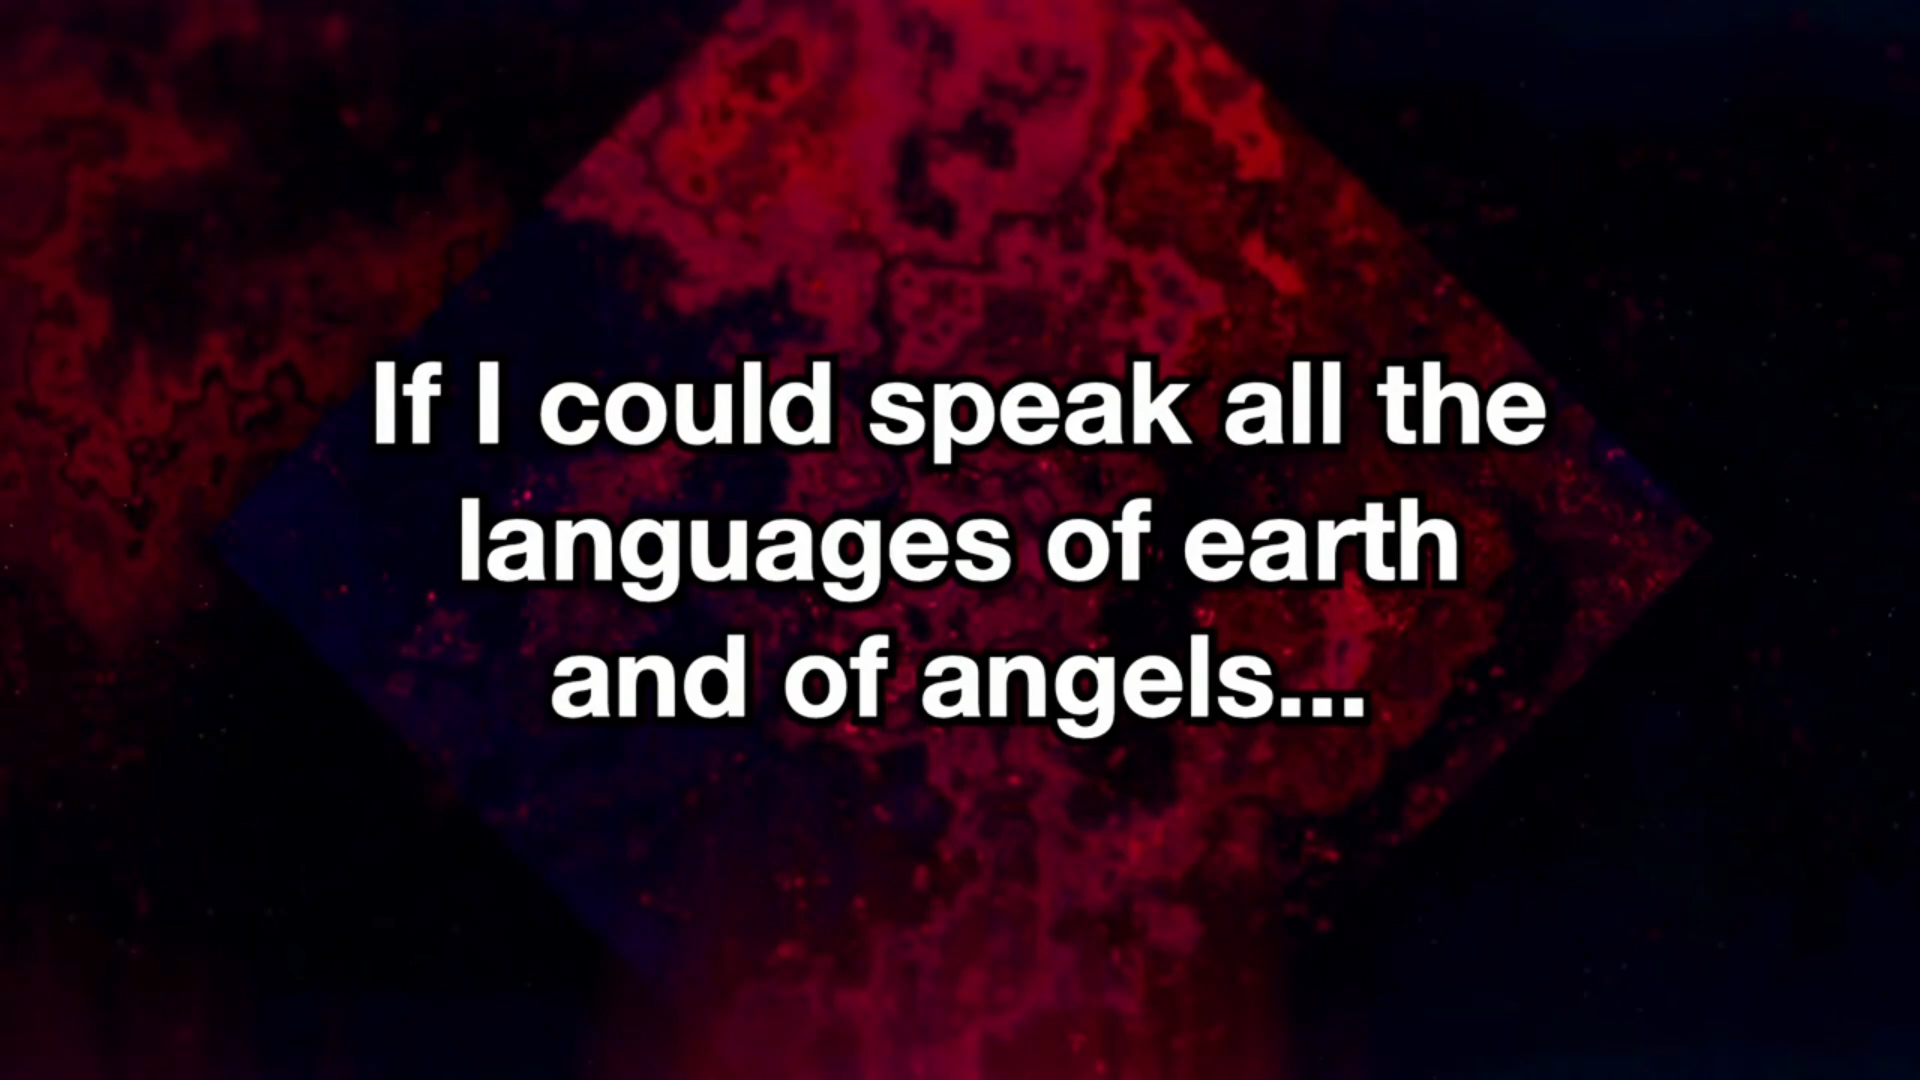 If I could speak all the
languages of earth
and of angels...